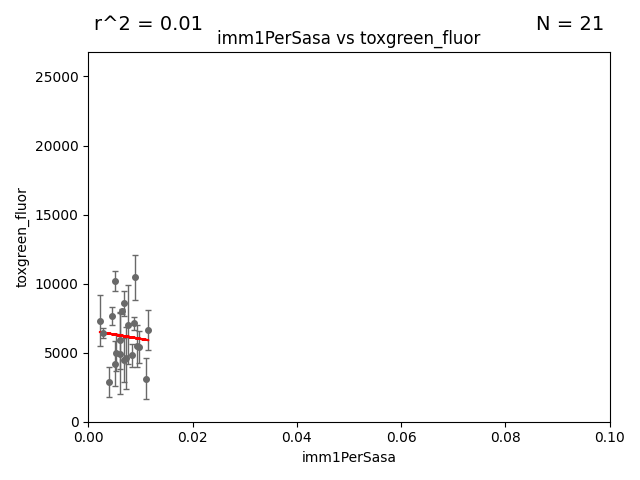 r^2 = 0.01
N = 21
imm1PerSasa vs toxgreen_fluor
25000
20000
15000
10000
5000
0
toxgreen_fluor
0.00
0.02
0.04
0.06
0.08
0.10
imm1PerSasa